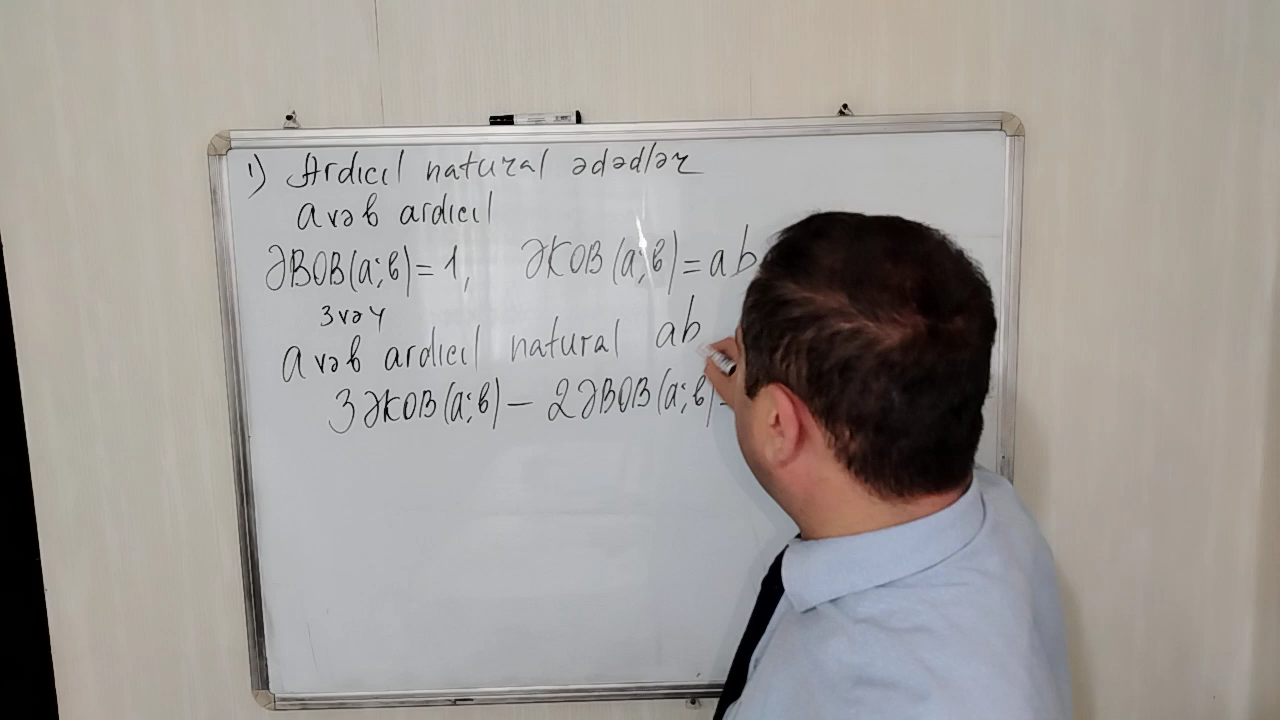 1) Ardıcıl natural ədədlər
a və b ardıcıl
ƏBOB(a;b)=1, ƏKOB(a;b)=ab
3 və 4
a və b ardıcıl natural ab
3ƏKOB(a;b) - 2ƏBOB(a;b)